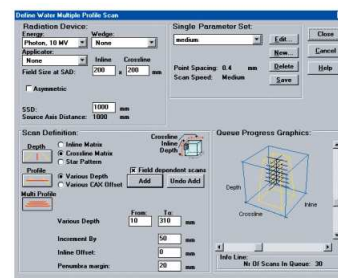 Define Water Multiple Profile Scan
Radiation Device:
Energy: Wedge:
Photon, 10 MV None
Applicator: Inline Crossline
None
Field Size at SAD: 200 x 200 mm
Asymmetric
SSD: 1000 mm
Source Axis Distance: 1000 mm
Single Parameter Set:
medium
Point Spacing: 0.4 mm
Scan Speed: Medium
Edit...
New...
Delete
Save
Close
Cancel
Help
Scan Definition:
Depth
Inline Matrix
Crossline Matrix
Star Pattern
Crossline
Inline
Depth
Profile
Various Depth
Various CAX Offset
Field dependent scans
Add Undo Add
Multi Profile
From: To:
Various Depth 10 310 mm
Increment By 50 mm
Inline Offset: 0 mm
Penumbra margin: 20 mm
Queue Progress Graphics:
Depth
Inline
Crossline
Info Line:
Nr Of Scans In Queue: 30